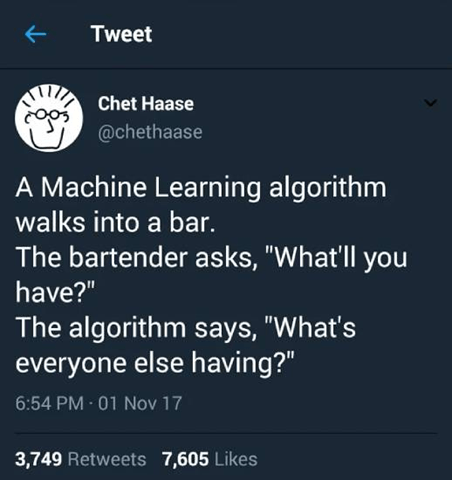 Tweet
Chet Haase
@chethaase
A Machine Learning algorithm
walks into a bar.
The bartender asks, "What'll you
have?"
The algorithm says, "What's
everyone else having?"
6:54 PM · 01 Nov 17
3,749 Retweets 7,605 Likes